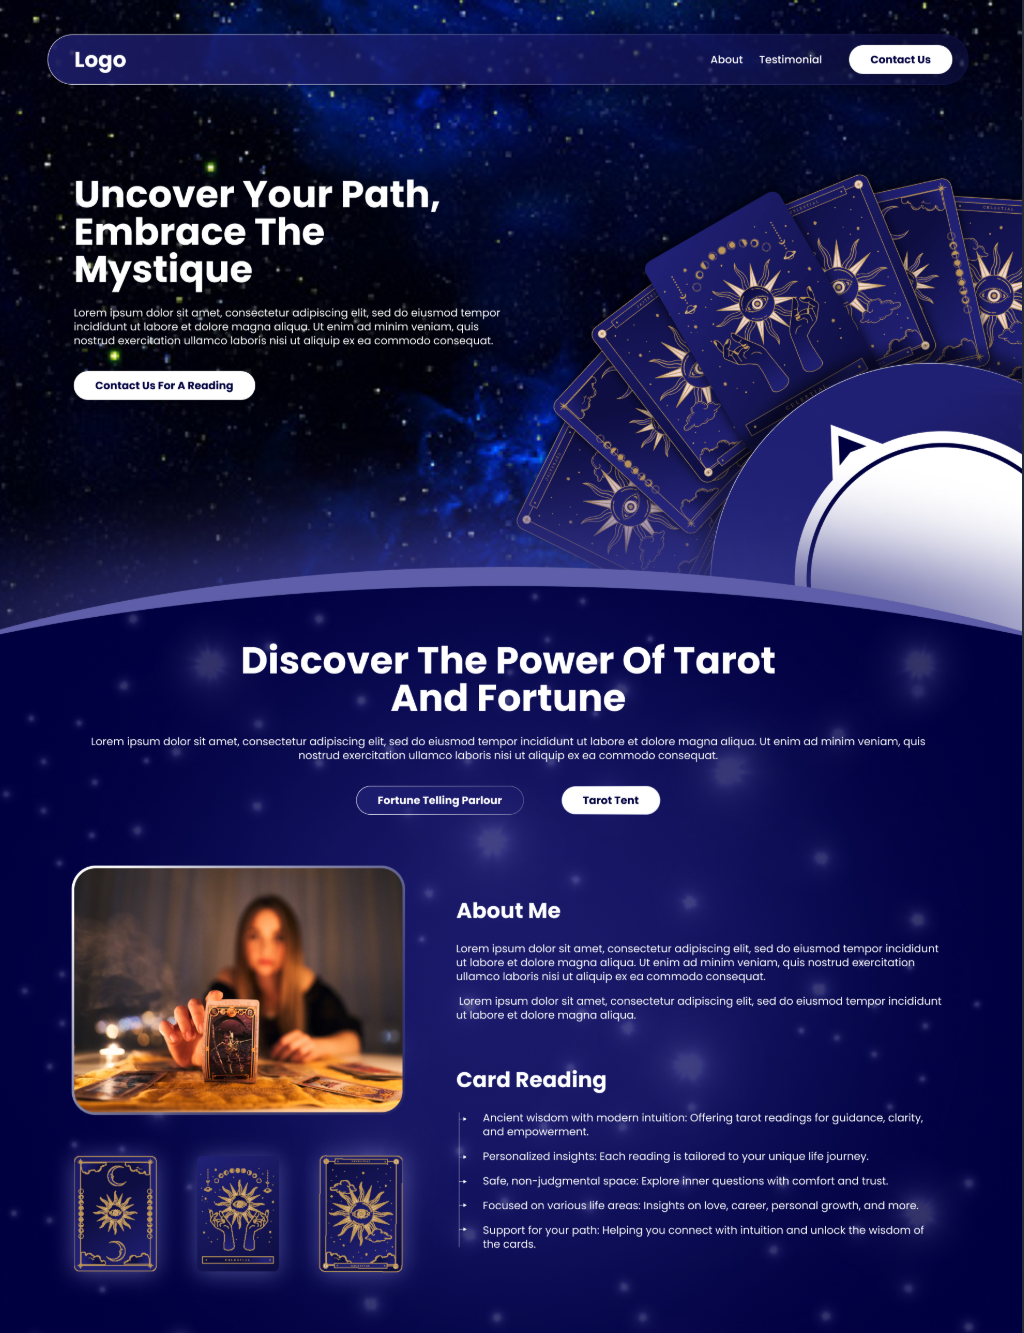 Logo
About
Testimonial
Contact Us
Uncover Your Path,
Embrace The
Mystique
Lorem ipsum dolor sit amet, consectetur adipiscing elit, sed do eiusmod tempor
incididunt ut labore et dolore magna aliqua. Ut enim ad minim veniam, quis
nostrud exercitation ullamco laboris nisi ut aliquip ex ea commodo consequat.
Contact Us For A Reading
Discover The Power Of Tarot
And Fortune
Lorem ipsum dolor sit amet, consectetur adipiscing elit, sed do eiusmod tempor incididunt ut labore et dolore magna aliqua. Ut enim ad minim veniam, quis
nostrud exercitation ullamco laboris nisi ut aliquip ex ea commodo consequat.
Fortune Telling Parlour
Tarot Tent
About Me
Lorem ipsum dolor sit amet, consectetur adipiscing elit, sed do eiusmod tempor incididunt
ut labore et dolore magna aliqua. Ut enim ad minim veniam, quis nostrud exercitation
ullamco laboris nisi ut aliquip ex ea commodo consequat.
Lorem ipsum dolor sit amet, consectetur adipiscing elit, sed do eiusmod tempor incididunt
ut labore et dolore magna aliqua.
Card Reading
Ancient wisdom with modern intuition: Offering tarot readings for guidance, clarity,
and empowerment.
Personalized insights: Each reading is tailored to your unique life journey.
Safe, non-judgmental space: Explore inner questions with comfort and trust.
Focused on various life areas: Insights on love, career, personal growth, and more.
Support for your path: Helping you connect with intuition and unlock the wisdom of
the cards.